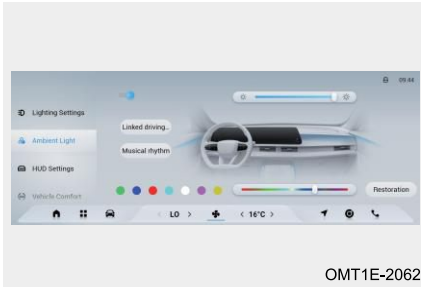 09:44
Lighting Settings
Ambient Light
HUD Settings
Vehicle Comfort
Linked driving..
Musical rhythm
Restoration
< LO >
< 16°C >
OMT1E-2062